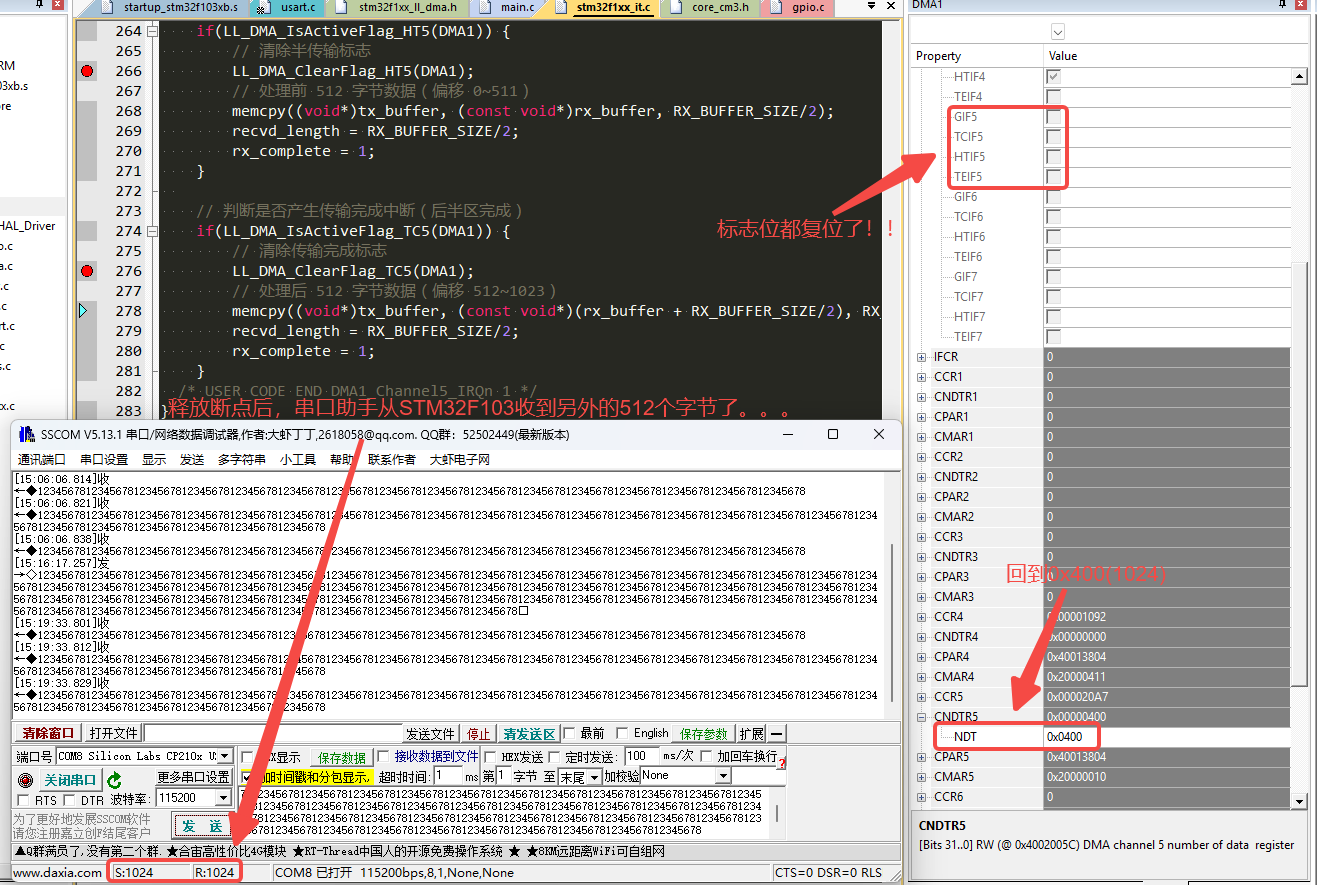 startup_stm32f103xb.s
usart.c
stm32f1xx_ll_dma.h
main.c
stm32f1xx_it.c
core_cm3.h
gpio.c
RM
03xb.s
ore
HAL_Driver
o.c
a.c
.c
.c
rt.c
c
s.c
xx.c
264 if(LL_DMA_IsActiveFlag_HT5(DMA1)) {
265 // 清除半传输标志
266 LL_DMA_ClearFlag_HT5(DMA1);
267 // 处理前 512 字节数据（偏移 0~511）
268 memcpy((void*)tx_buffer, (const void*)rx_buffer, RX_BUFFER_SIZE/2);
269 recvd_length = RX_BUFFER_SIZE/2;
270 rx_complete = 1;
271 }
272
273 // 判断是否产生传输完成中断（后半区完成）
274 if(LL_DMA_IsActiveFlag_TC5(DMA1)) {
275 // 清除传输完成标志
276 LL_DMA_ClearFlag_TC5(DMA1);
277 // 处理后 512 字节数据（偏移 512~1023）
278 memcpy((void*)tx_buffer, (const void*)(rx_buffer + RX_BUFFER_SIZE/2), RX_
279 recvd_length = RX_BUFFER_SIZE/2;
280 rx_complete = 1;
281 }
282 /* USER CODE END DMA1_Channel5_IRQn 1 */
283 }
标志位都复位了！！
释放断点后，串口助手从STM32F103收到另外的512个字节了。。。
DMA1
Property Value
HTIF4
TEIF4
GIF5
TCIF5
HTIF5
TEIF5
GIF6
TCIF6
HTIF6
TEIF6
GIF7
TCIF7
HTIF7
TEIF7
IFCR 0
CCR1 0
CNDTR1 0
CPAR1 0
CMAR1 0
CCR2 0
CNDTR2 0
CPAR2 0
CMAR2 0
CCR3 0
CNDTR3 0
CPAR3 0
CMAR3 0
CCR4 0x00001092
CNDTR4 0x00000000
CPAR4 0x40013804
CMAR4 0x20000411
CCR5 0x000020A7
CNDTR5 0x00000400
NDT 0x0400
CPAR5 0x40013804
CMAR5 0x20000010
CCR6 0
回到0x400(1024)
CNDTR5
[Bits 31..0] RW (@ 0x4002005C) DMA channel 5 number of data register
SSCOM V5.13.1 串口/网络数据调试器,作者:大虾丁丁,2618058@qq.com. QQ群：52502449(最新版本)
通讯端口 串口设置 显示 发送 多字符串 小工具 帮助 联系作者 大虾电子网
[15:06:06.814]收
[15:06:06.821]收
[15:06:06.838]收
[15:16:17.257]发
[15:19:33.801]收
[15:19:33.812]收
[15:19:33.829]收
清除窗口 打开文件 发送文件 停止 清发送区 最前 English 保存参数 扩展
端口号 COM8 Silicon Labs CP210x HEX显示 保存数据 接收数据到文件 HEX发送 定时发送: 100 ms/次 加回车换行
关闭串口 更多串口设置 加时间戳和分包显示, 超时时间: 1 ms 第 1 字节 至 末尾 加校验 None
RTS DTR 波特率: 115200
为了更好地发展SSCOM软件
请您注册嘉立创F结尾客户
发 送
▲Q群满员了,没有第二个群. ★合宙高性价比4G模块 ★RT-Thread中国人的开源免费操作系统 ★ ★8KM远距离WiFi可自组网
www.daxia.com S:1024 R:1024 COM8 已打开 115200bps,8,1,None,None CTS=0 DSR=0 RLS